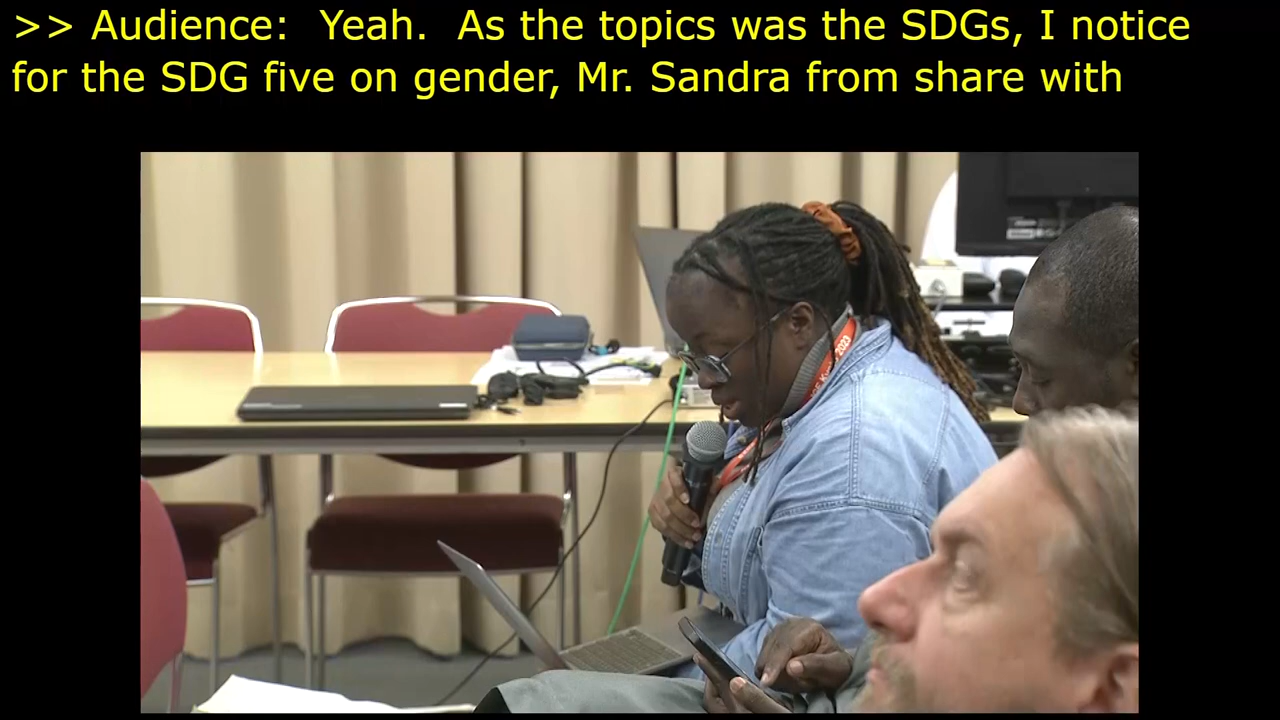 >> Audience:  Yeah.  As the topics was the SDGs, I notice
for the SDG five on gender, Mr. Sandra from share with
2023